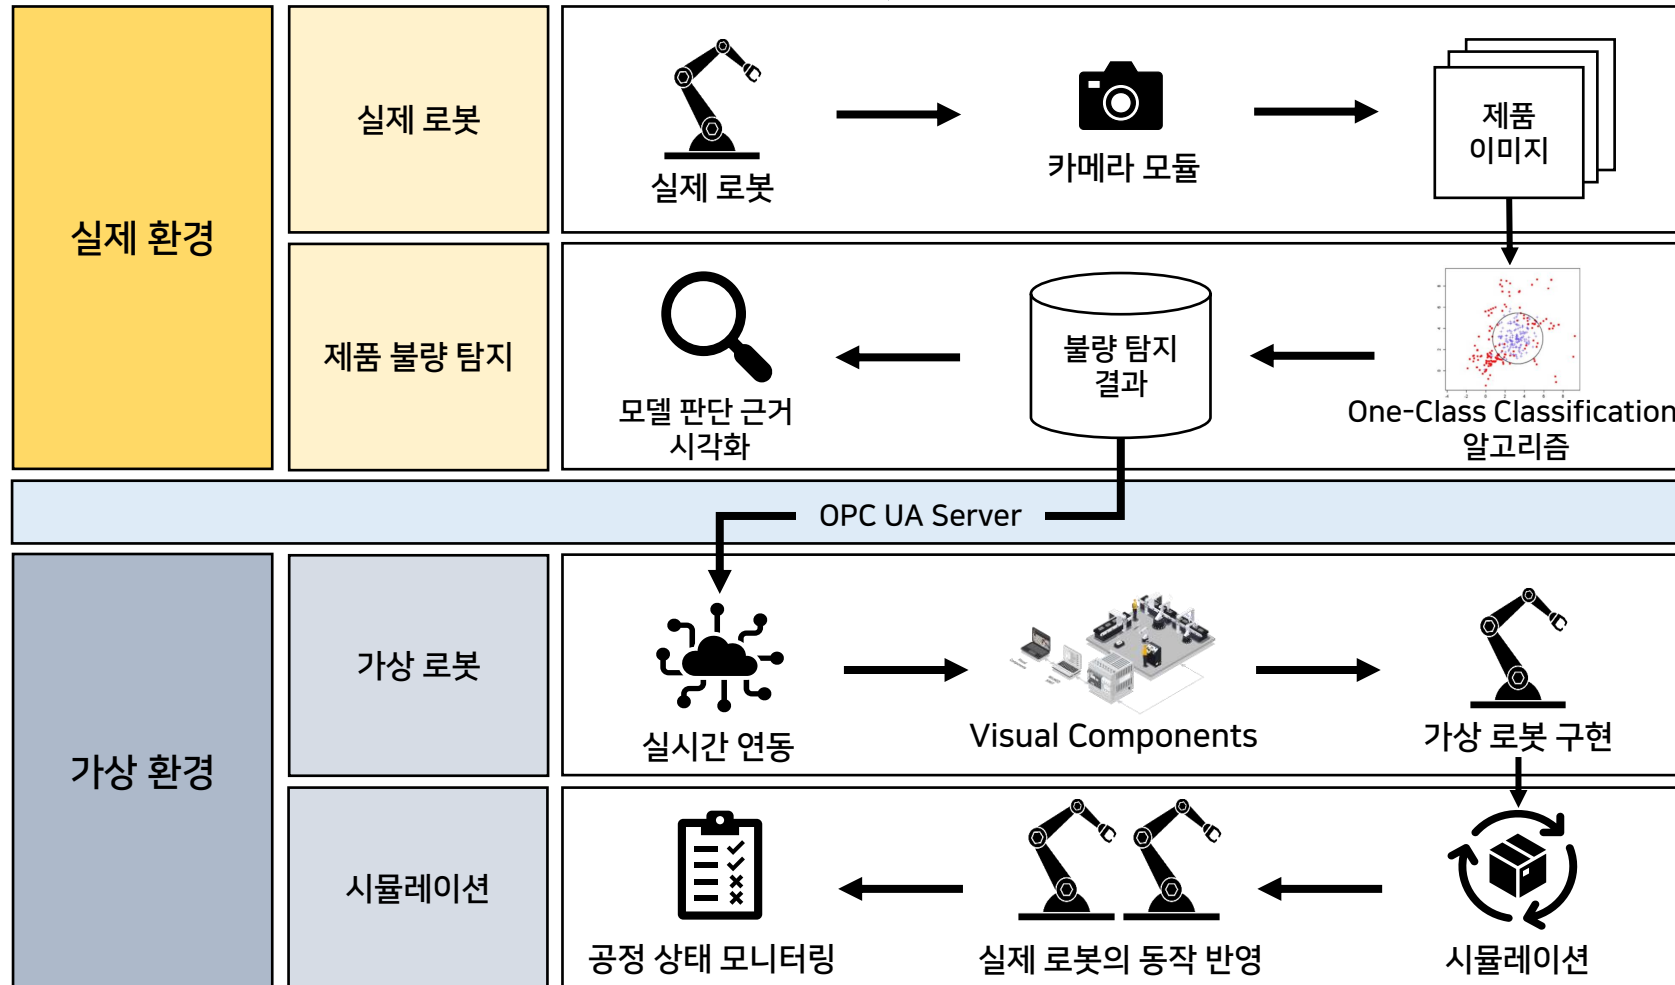 실제 환경
실제 로봇
실제 로봇
카메라 모듈
제품
이미지
제품 불량 탐지
모델 판단 근거
시각화
불량 탐지
결과
One-Class Classification
알고리즘
OPC UA Server
가상 환경
가상 로봇
실시간 연동
Visual Components
가상 로봇 구현
시뮬레이션
공정 상태 모니터링
실제 로봇의 동작 반영
시뮬레이션